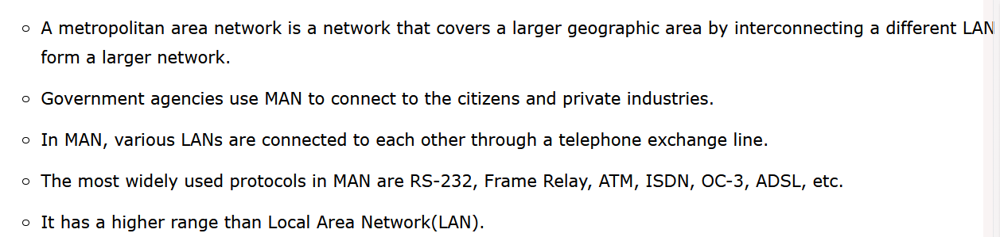 A metropolitan area network is a network that covers a larger geographic area by interconnecting a different LAN
form a larger network.
Government agencies use MAN to connect to the citizens and private industries.
In MAN, various LANs are connected to each other through a telephone exchange line.
The most widely used protocols in MAN are RS-232, Frame Relay, ATM, ISDN, OC-3, ADSL, etc.
It has a higher range than Local Area Network(LAN).